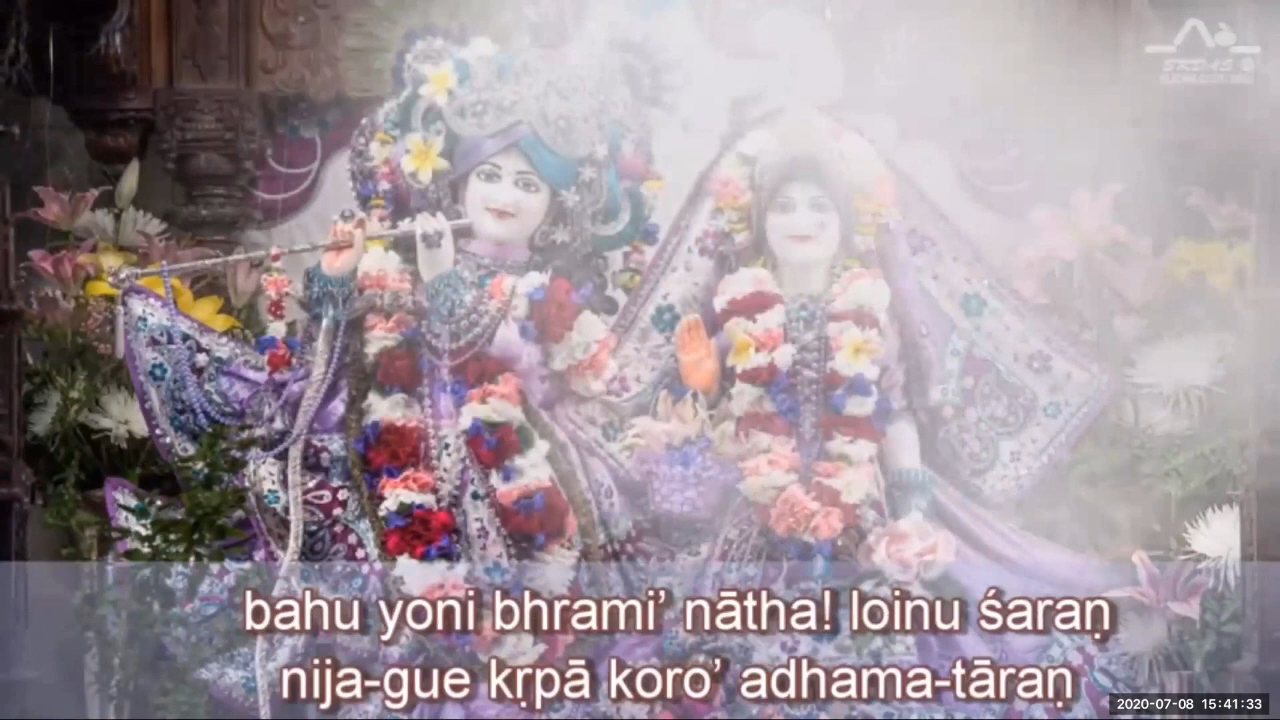 bahu yoni bhrami’ nātha! loinu śaraṇ
nija-gue kṛpā koro’ adhama-tāraṇ
2020-07-08 15:41:33